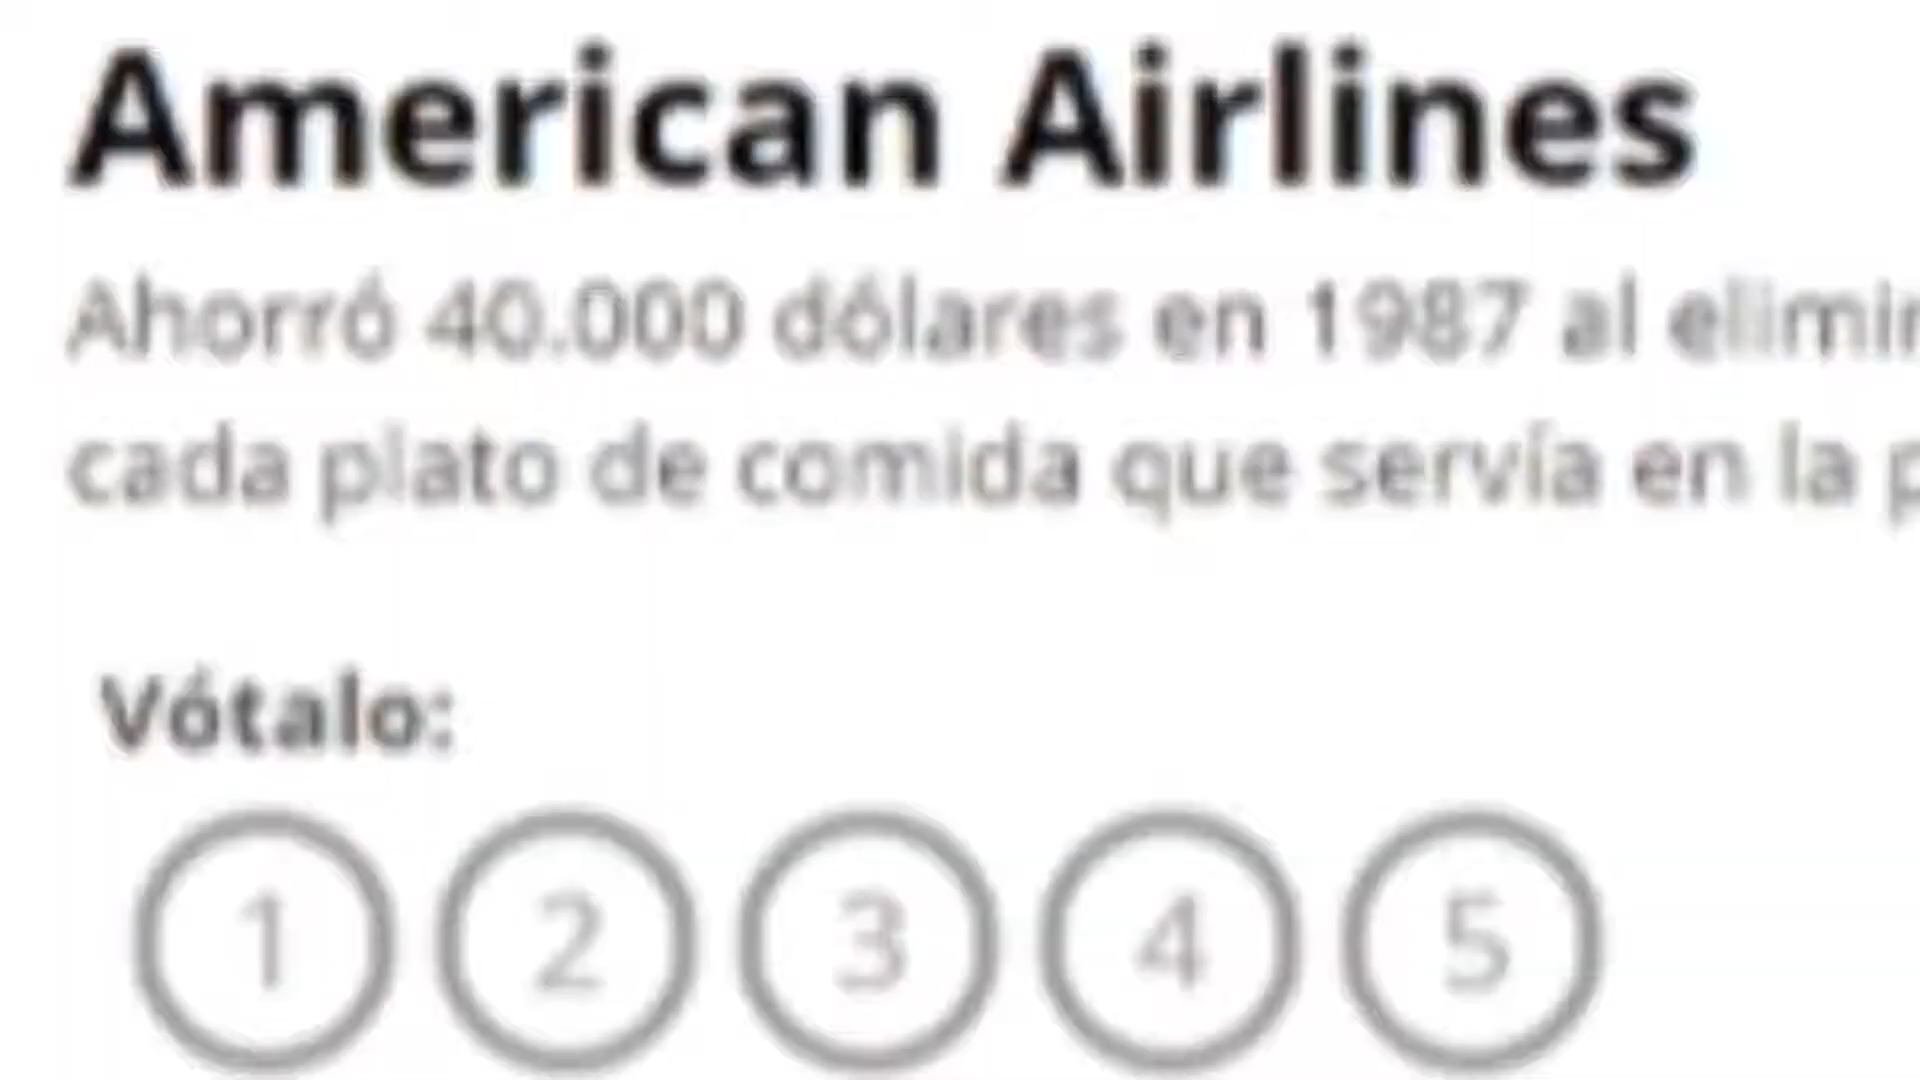 American Airlines
Ahorró 40.000 dólares en 1987 al elimin
cada plato de comida que servía en la p
Vótalo:
1 2 3 4 5